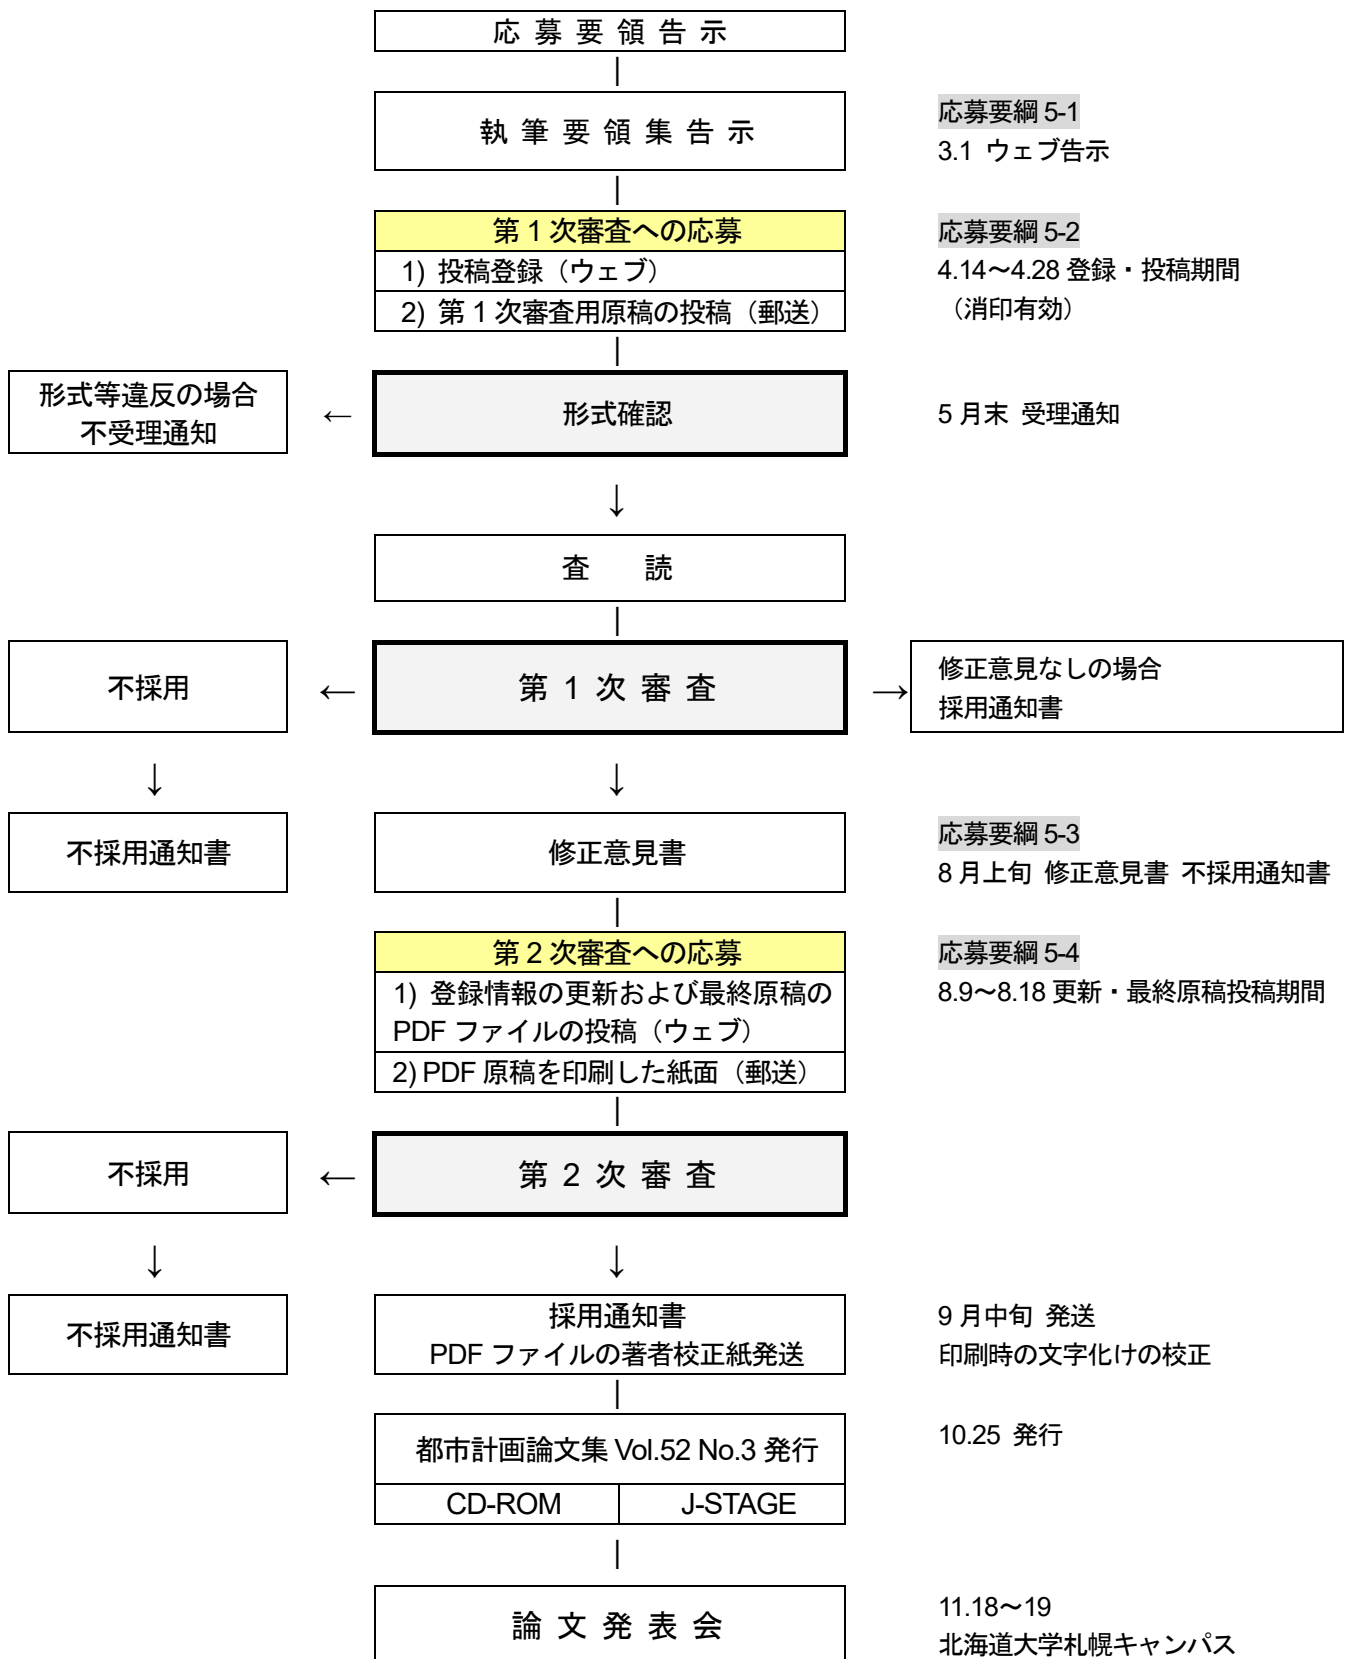 応募要領告示
執筆要領集告示
応募要綱 5-1
3.1 ウェブ告示
第1次審査への応募
1) 投稿登録（ウェブ）
2) 第1次審査用原稿の投稿（郵送）
応募要綱 5-2
4.14～4.28 登録・投稿期間
（消印有効）
形式等違反の場合
不受理通知
←
形式確認
5月末 受理通知
↓
査 読
不採用
←
第1次審査
→
修正意見なしの場合
採用通知書
↓
↓
不採用通知書
修正意見書
応募要綱 5-3
8月上旬 修正意見書 不採用通知書
第2次審査への応募
1) 登録情報の更新および最終原稿の
PDFファイルの投稿（ウェブ）
2) PDF原稿を印刷した紙面（郵送）
応募要綱 5-4
8.9～8.18 更新・最終原稿投稿期間
不採用
←
第2次審査
↓
↓
不採用通知書
採用通知書
PDFファイルの著者校正紙発送
9月中旬 発送
印刷時の文字化けの校正
都市計画論文集 Vol.52 No.3 発行
CD-ROM
J-STAGE
10.25 発行
論文発表会
11.18～19
北海道大学札幌キャンパス